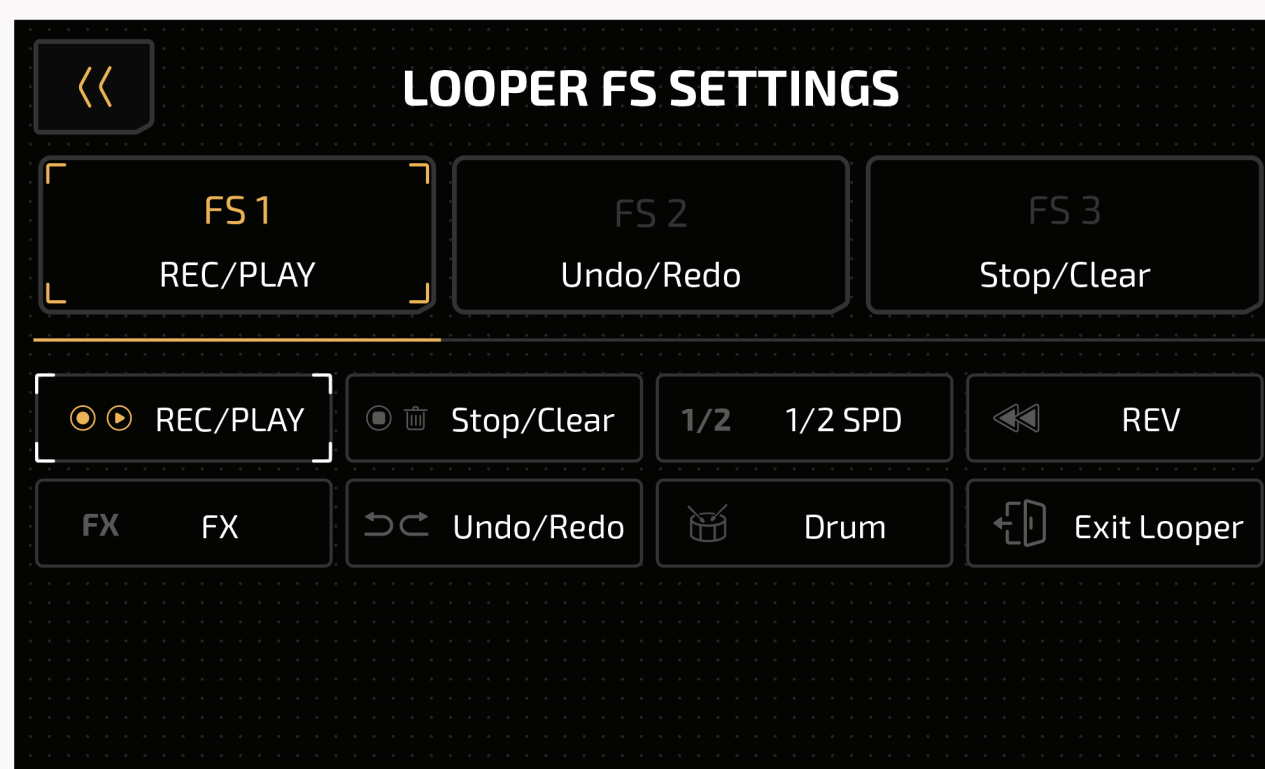 LOOPER FS SETTINGS
FS 1
REC/PLAY
FS 2
Undo/Redo
FS 3
Stop/Clear
REC/PLAY
Stop/Clear
1/2 1/2 SPD
REV
FX FX
Undo/Redo
Drum
Exit Looper